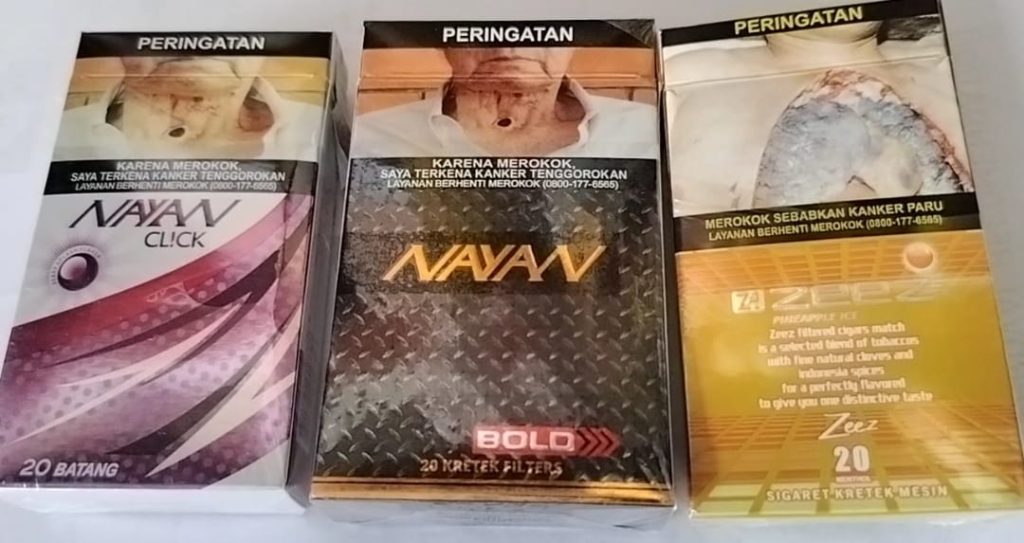 PERINGATAN
KARENA MEROKOK,
SAYA TERKENA KANKER TENGGOROKAN
LAYANAN BERHENTI MEROKOK (0800-177-6565)
NAYAN
CL!CK
20 BATANG
PERINGATAN
KARENA MEROKOK,
SAYA TERKENA KANKER TENGGOROKAN
LAYANAN BERHENTI MEROKOK (0800-177-6565)
NAYAN
BOLD
20 KRETEK FILTERS
PERINGATAN
MEROKOK SEBABKAN KANKER PARU
LAYANAN BERHENTI MEROKOK (0800-177-6565)
ZEEZ
PINEAPPLE ICE
Zeez filtered cigars match
is a selected blend of tobaccos
with fine natural cloves and
indonesia spices
for a perfectly flavored
to give you one distinctive taste
Zeez
20
MENTHOL
SIGARET KRETEK MESIN